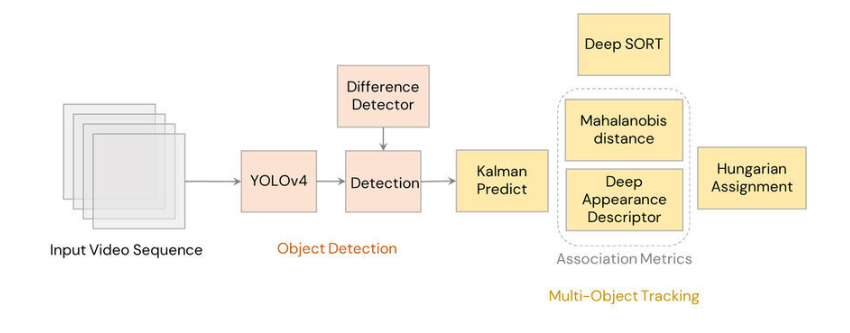 Deep SORT
Difference
Detector
Mahalanobis
distance
YOLOv4
Detection
Kalman
Predict
Deep
Appearance
Descriptor
Hungarian
Assignment
Input Video Sequence
Object Detection
Association Metrics
Multi-Object Tracking